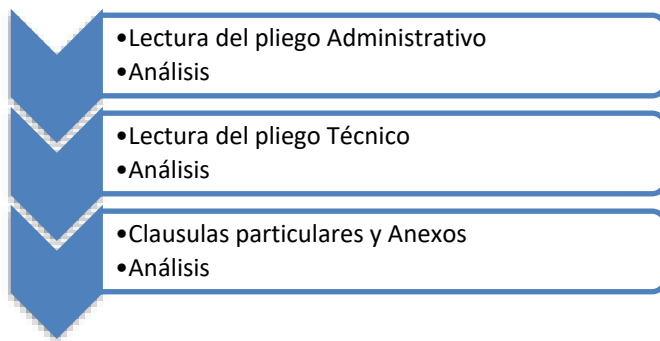 •Lectura del pliego Administrativo
•Análisis
•Lectura del pliego Técnico
•Análisis
•Clausulas particulares y Anexos
•Análisis